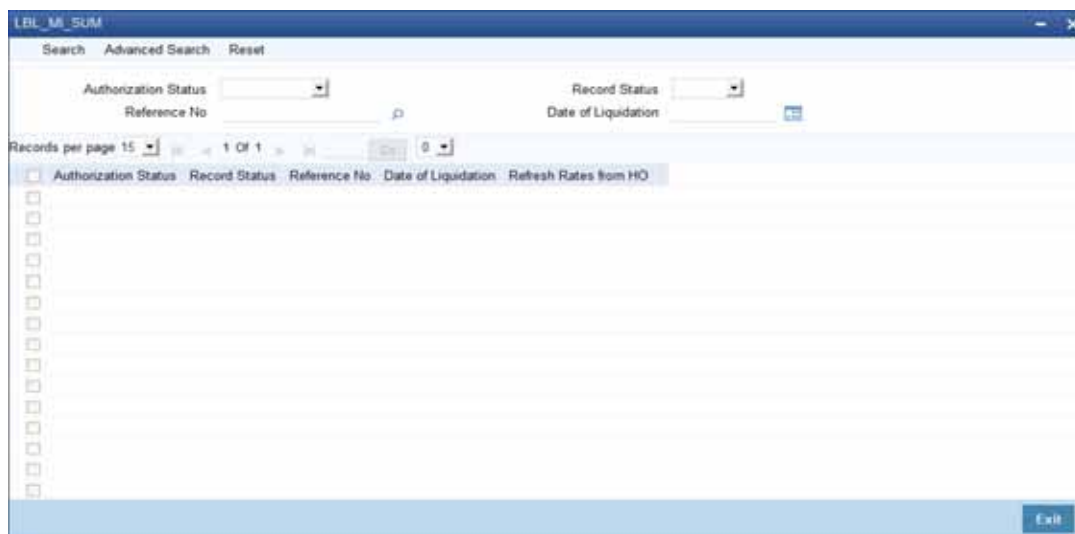 LBL_MI_SUM
Search Advanced Search Reset
Authorization Status Record Status
Reference No Date of Liquidation
Records per page 15 1 Of 1 Go 0
Authorization Status Record Status Reference No Date of Liquidation Refresh Rates from HO
Exit